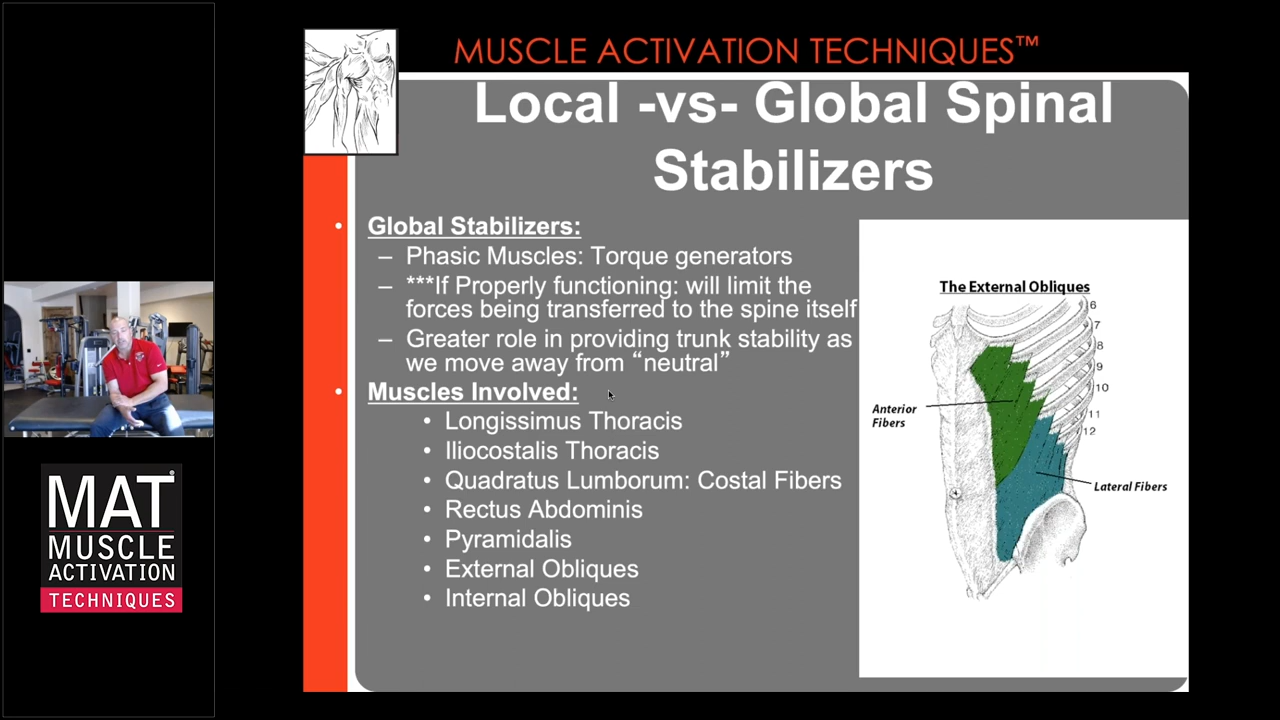 MUSCLE ACTIVATION TECHNIQUES™
Local -vs- Global Spinal
Stabilizers
• Global Stabilizers:
– Phasic Muscles: Torque generators
– ***If Properly functioning: will limit the
forces being transferred to the spine itself
– Greater role in providing trunk stability as
we move away from “neutral”
• Muscles Involved:
• Longissimus Thoracis
• Iliocostalis Thoracis
• Quadratus Lumborum: Costal Fibers
• Rectus Abdominis
• Pyramidalis
• External Obliques
• Internal Obliques
The External Obliques
6
7
8
9
10
11
12
Anterior
Fibers
Lateral Fibers
MAT®
MUSCLE
ACTIVATION
TECHNIQUES